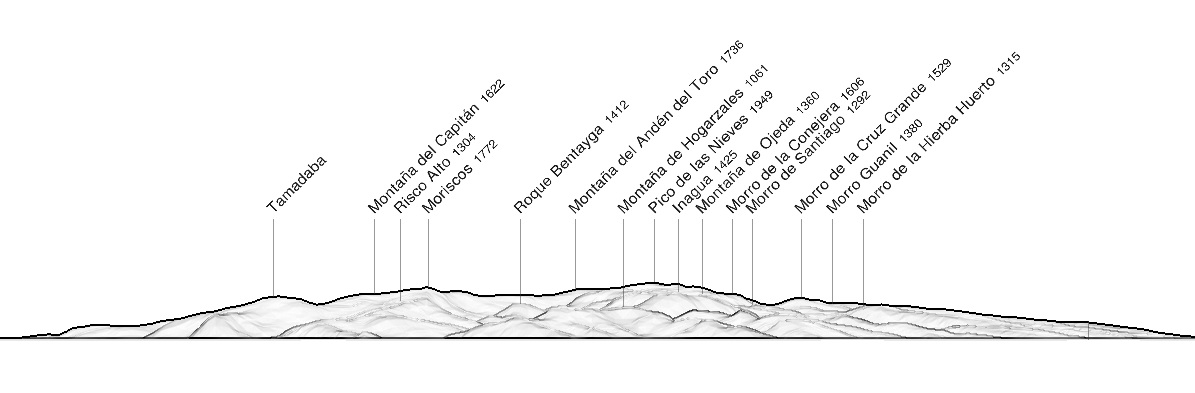 Tamadaba
Montaña del Capitán 1622
Risco Alto 1304
Moriscos 1772
Roque Bentayga 1412
Montaña del Andén del Toro 1736
Montaña de Hogarzales 1061
Pico de las Nieves 1949
Inagua 1425
Montaña de Ojeda 1360
Morro de la Conejera 1606
Morro de Santiago 1292
Morro de la Cruz Grande 1529
Morro Guanil 1380
Morro de la Hierba Huerto 1315